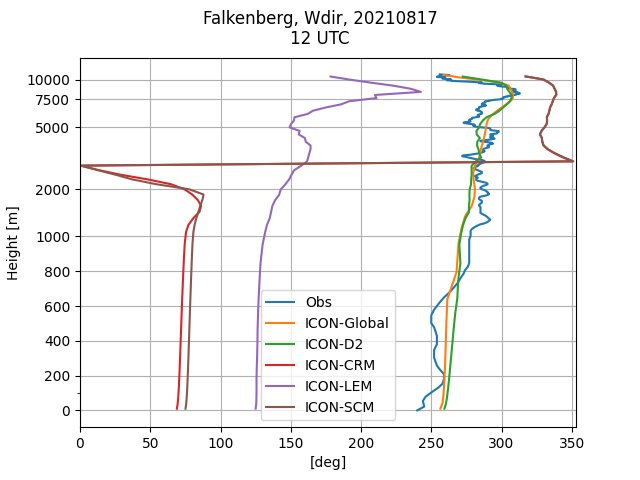 Falkenberg, Wdir, 20210817
12 UTC
Height [m]
10000
7500
5000
2000
1000
800
600
400
200
0
Obs
ICON-Global
ICON-D2
ICON-CRM
ICON-LEM
ICON-SCM
0 50 100 150 200 250 300 350
[deg]